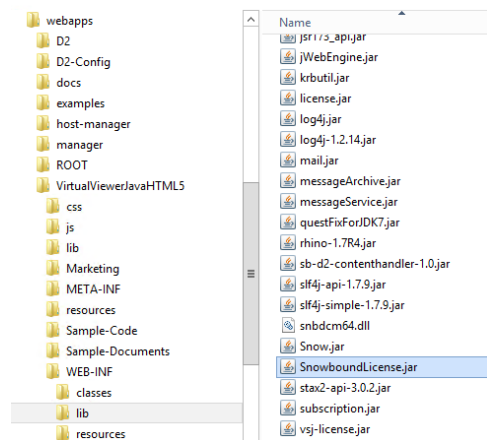 webapps
D2
D2-Config
docs
examples
host-manager
manager
ROOT
VirtualViewerJavaHTML5
css
js
lib
Marketing
META-INF
resources
Sample-Code
Sample-Documents
WEB-INF
classes
lib
resources
Name
jsr173_api.jar
jWebEngine.jar
krbutil.jar
license.jar
log4j.jar
log4j-1.2.14.jar
mail.jar
messageArchive.jar
messageService.jar
questFixForJDK7.jar
rhino-1.7R4.jar
sb-d2-contenthandler-1.0.jar
slf4j-api-1.7.9.jar
slf4j-simple-1.7.9.jar
snbdcm64.dll
Snow.jar
SnowboundLicense.jar
stax2-api-3.0.2.jar
subscription.jar
vsj-license.jar